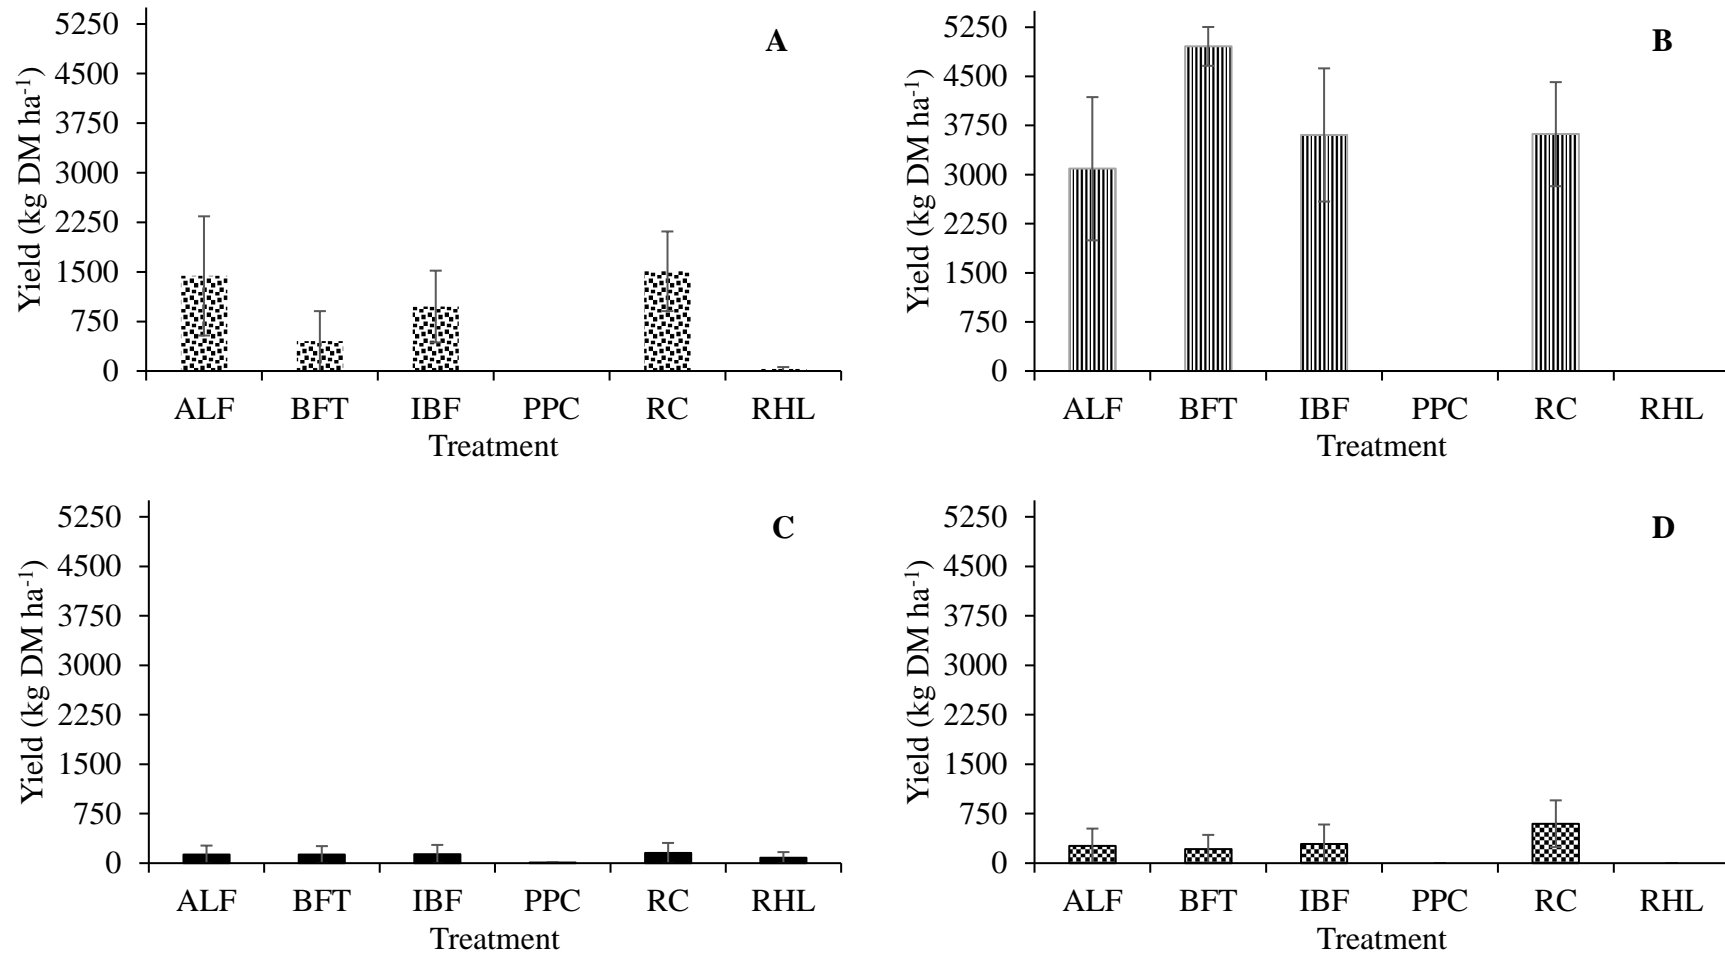 A
Yield (kg DM ha⁻¹)
5250
4500
3750
3000
2250
1500
750
0
ALF BFT IBF PPC RC RHL
Treatment
B
Yield (kg DM ha⁻¹)
5250
4500
3750
3000
2250
1500
750
0
ALF BFT IBF PPC RC RHL
Treatment
C
Yield (kg DM ha⁻¹)
5250
4500
3750
3000
2250
1500
750
0
ALF BFT IBF PPC RC RHL
Treatment
D
Yield (kg DM ha⁻¹)
5250
4500
3750
3000
2250
1500
750
0
ALF BFT IBF PPC RC RHL
Treatment